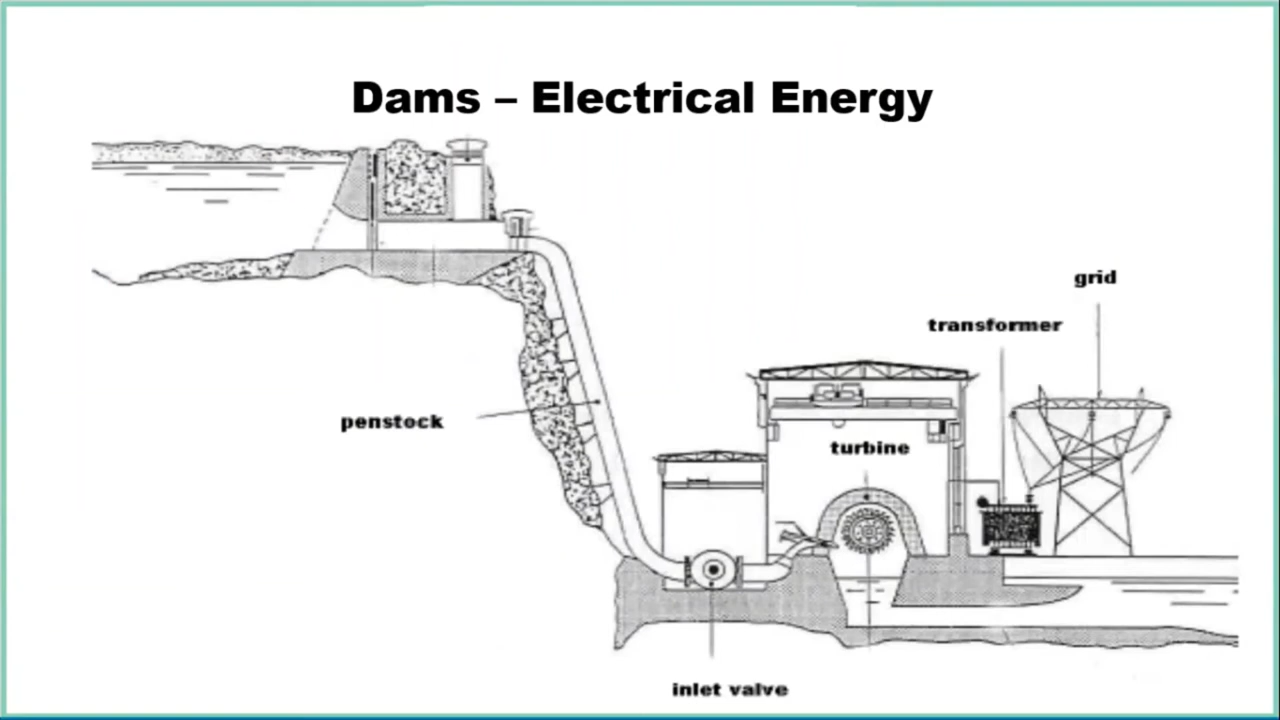 Dams – Electrical Energy
grid
transformer
penstock
turbine
inlet valve